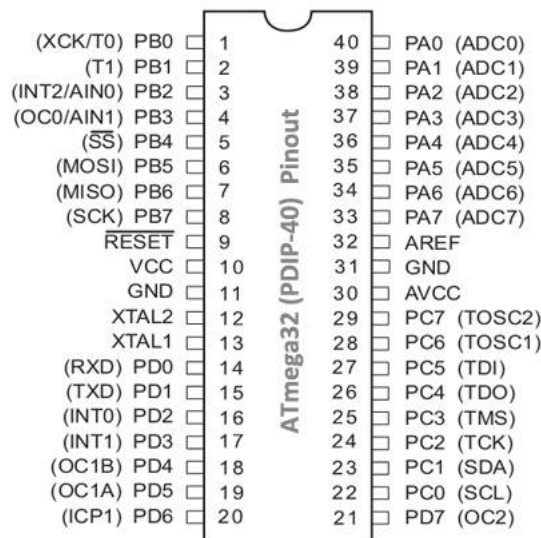 (XCK/T0) PB0 1 40 PA0 (ADC0)
(T1) PB1 2 39 PA1 (ADC1)
(INT2/AIN0) PB2 3 38 PA2 (ADC2)
(OC0/AIN1) PB3 4 37 PA3 (ADC3)
(SS) PB4 5 36 PA4 (ADC4)
(MOSI) PB5 6 35 PA5 (ADC5)
(MISO) PB6 7 34 PA6 (ADC6)
(SCK) PB7 8 33 PA7 (ADC7)
RESET 9 32 AREF
VCC 10 31 GND
GND 11 30 AVCC
XTAL2 12 29 PC7 (TOSC2)
XTAL1 13 28 PC6 (TOSC1)
(RXD) PD0 14 27 PC5 (TDI)
(TXD) PD1 15 26 PC4 (TDO)
(INT0) PD2 16 25 PC3 (TMS)
(INT1) PD3 17 24 PC2 (TCK)
(OC1B) PD4 18 23 PC1 (SDA)
(OC1A) PD5 19 22 PC0 (SCL)
(ICP1) PD6 20 21 PD7 (OC2)
ATmega32 (PDIP-40) Pinout